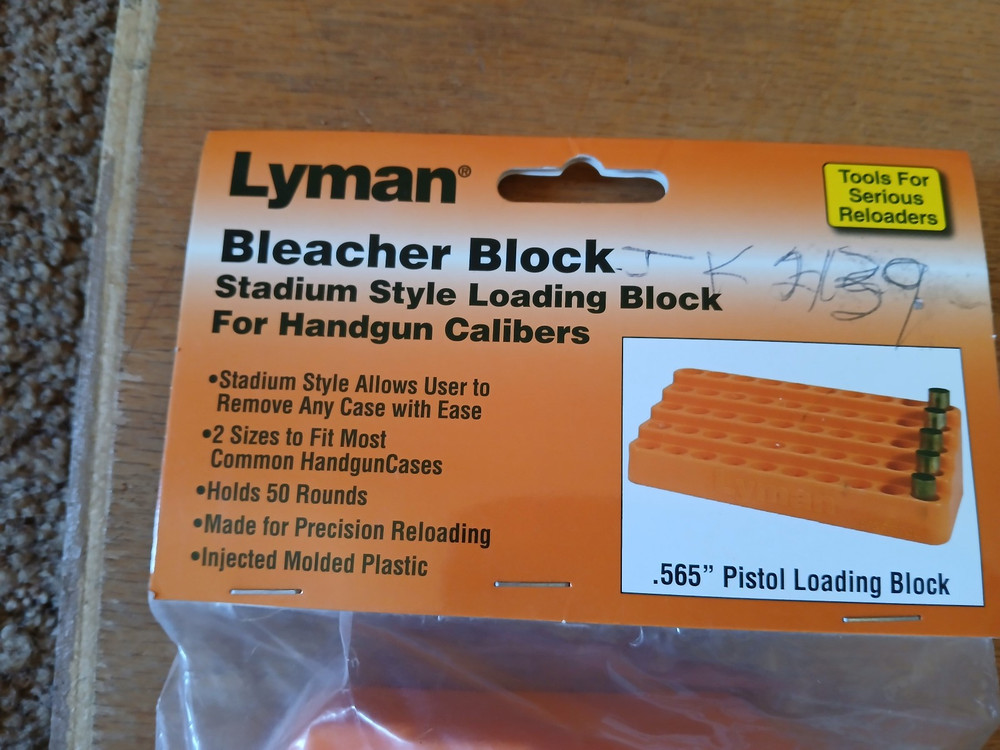 Lyman®
Tools For
Serious
Reloaders
Bleacher Block
J K
Stadium Style Loading Block
For Handgun Calibers
•Stadium Style Allows User to
Remove Any Case with Ease
•2 Sizes to Fit Most
Common HandgunCases
•Holds 50 Rounds
•Made for Precision Reloading
•Injected Molded Plastic
Lyman
.565” Pistol Loading Block